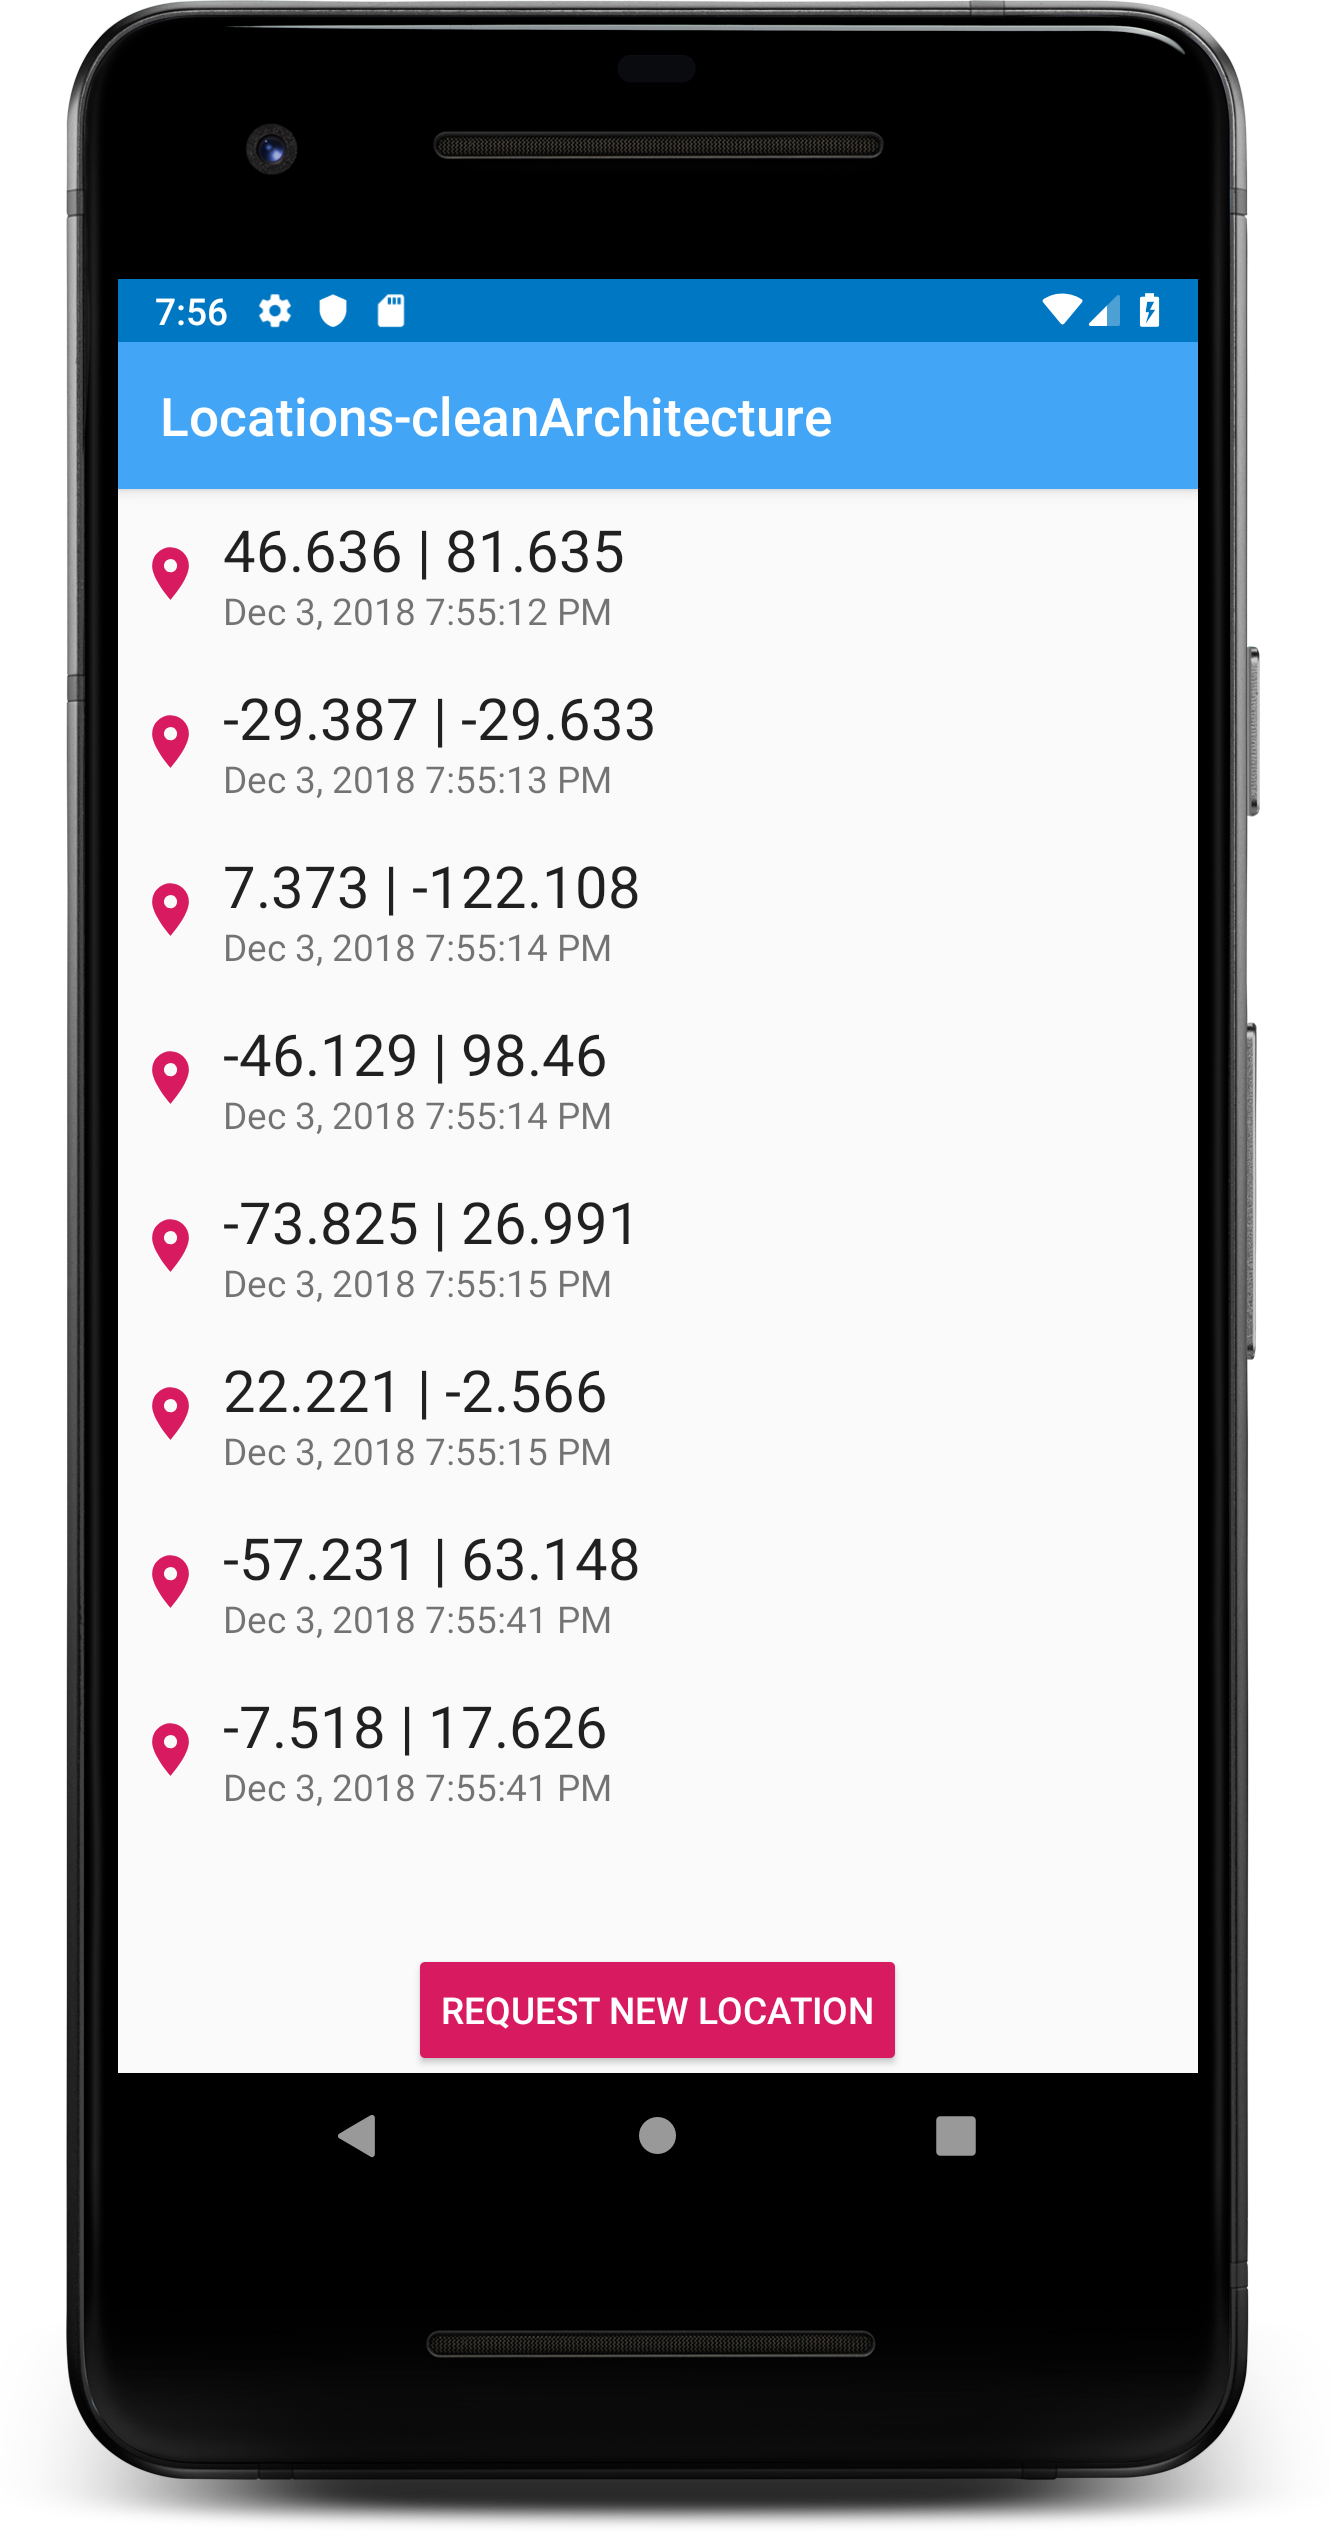 7:56
Locations-cleanArchitecture
46.636 | 81.635
Dec 3, 2018 7:55:12 PM
-29.387 | -29.633
Dec 3, 2018 7:55:13 PM
7.373 | -122.108
Dec 3, 2018 7:55:14 PM
-46.129 | 98.46
Dec 3, 2018 7:55:14 PM
-73.825 | 26.991
Dec 3, 2018 7:55:15 PM
22.221 | -2.566
Dec 3, 2018 7:55:15 PM
-57.231 | 63.148
Dec 3, 2018 7:55:41 PM
-7.518 | 17.626
Dec 3, 2018 7:55:41 PM
REQUEST NEW LOCATION